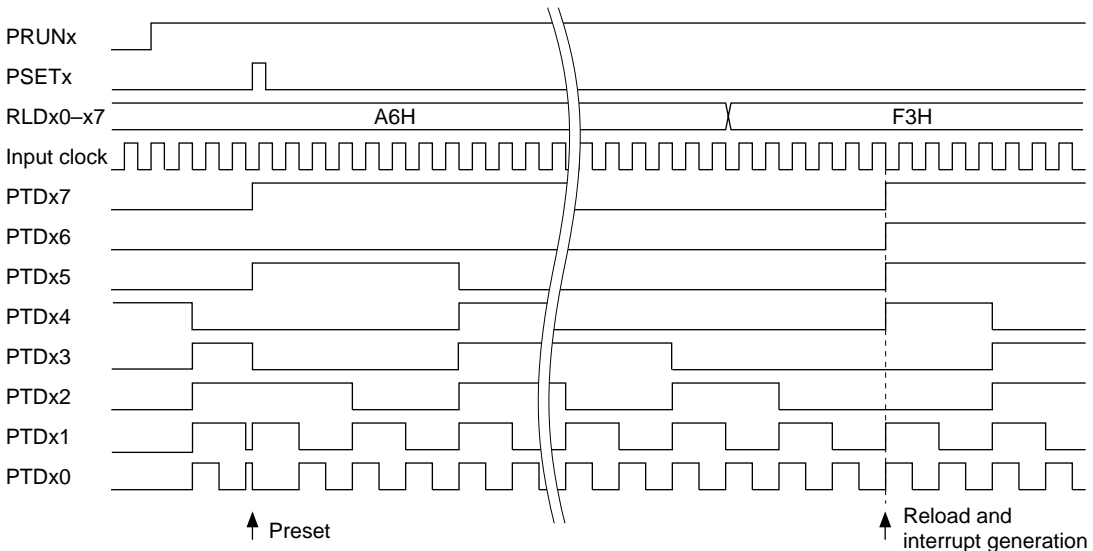 PRUNx
PSETx
RLDx0–x7
A6H
F3H
Input clock
PTDx7
PTDx6
PTDx5
PTDx4
PTDx3
PTDx2
PTDx1
PTDx0
Preset
Reload and
interrupt generation